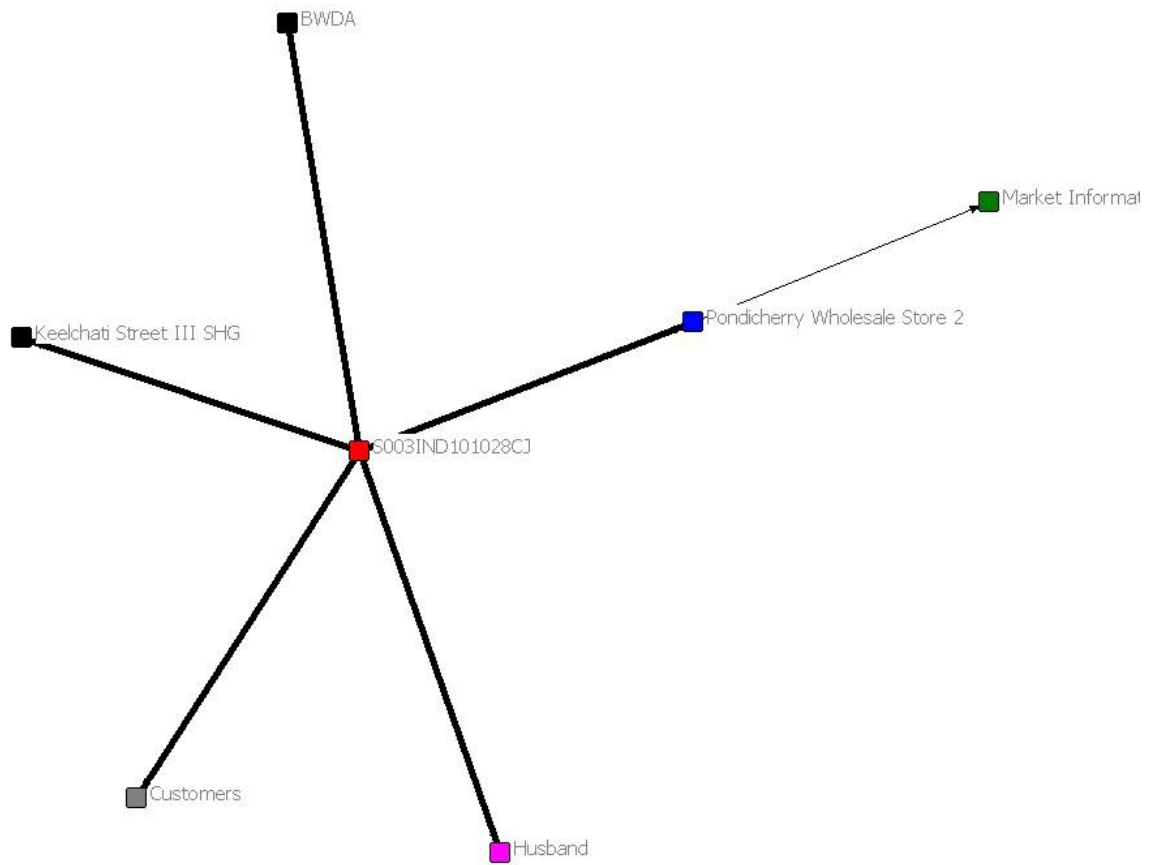 BWDA
Market Informat
Pondicherry Wholesale Store 2
Keelchati Street III SHG
S003IND101028CJ
Customers
Husband